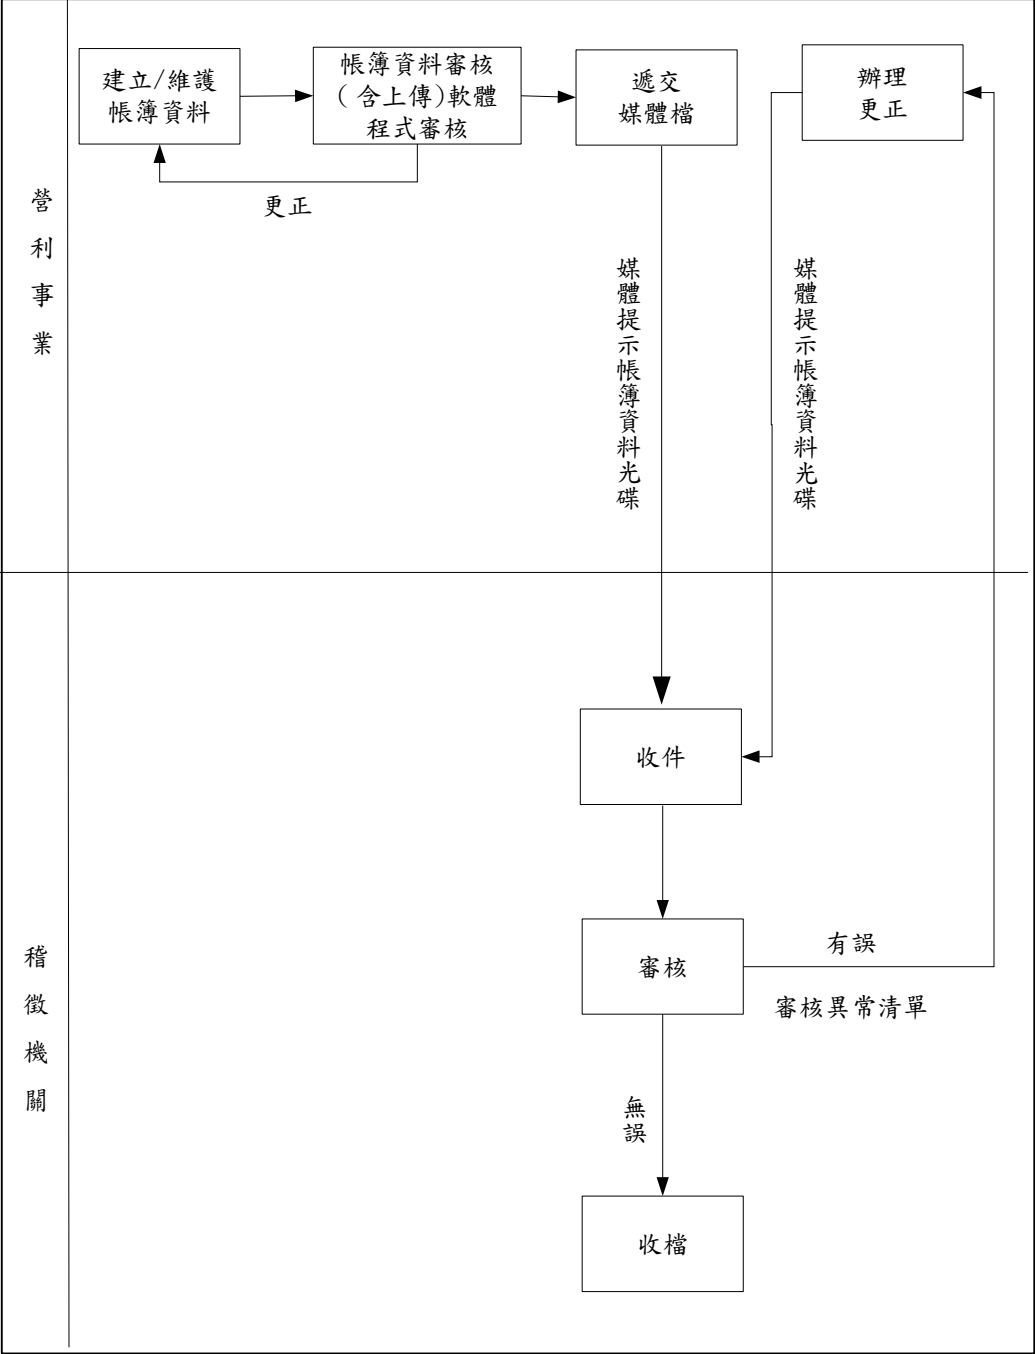 營利事業
建立/維護
帳簿資料
帳簿資料審核
(含上傳)軟體
程式審核
遞交
媒體檔
辦理
更正
更正
媒體提示帳簿資料光碟
媒體提示帳簿資料光碟
稽徵機關
收件
審核
有誤
審核異常清單
無誤
收檔